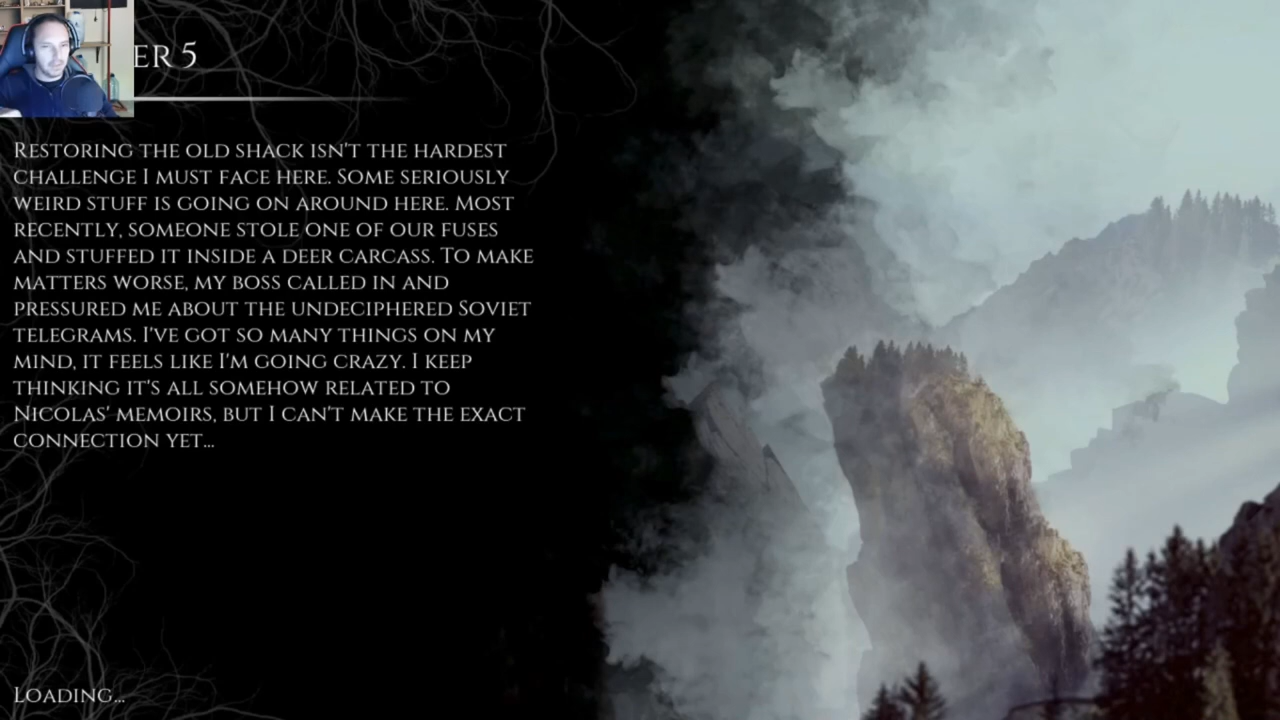 ER 5
RESTORING THE OLD SHACK ISN'T THE HARDEST
CHALLENGE I MUST FACE HERE. SOME SERIOUSLY
WEIRD STUFF IS GOING ON AROUND HERE. MOST
RECENTLY, SOMEONE STOLE ONE OF OUR FUSES
AND STUFFED IT INSIDE A DEER CARCASS. TO MAKE
MATTERS WORSE, MY BOSS CALLED IN AND
PRESSURED ME ABOUT THE UNDECIPHERED SOVIET
TELEGRAMS. I'VE GOT SO MANY THINGS ON MY
MIND, IT FEELS LIKE I'M GOING CRAZY. I KEEP
THINKING IT'S ALL SOMEHOW RELATED TO
NICOLAS' MEMOIRS, BUT I CAN'T MAKE THE EXACT
CONNECTION YET...
LOADING...